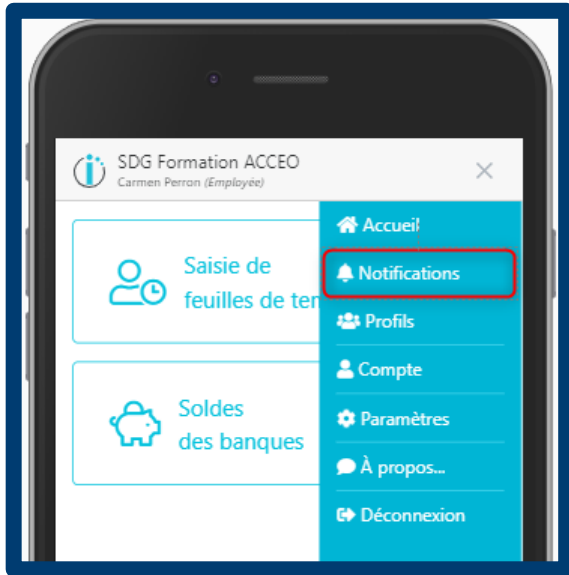 SDG Formation ACCEO
Carmen Perron (Employée)
Saisie de
feuilles de ten
Soldes
des banques
Accueil
Notifications
Profils
Compte
Paramètres
À propos...
Déconnexion